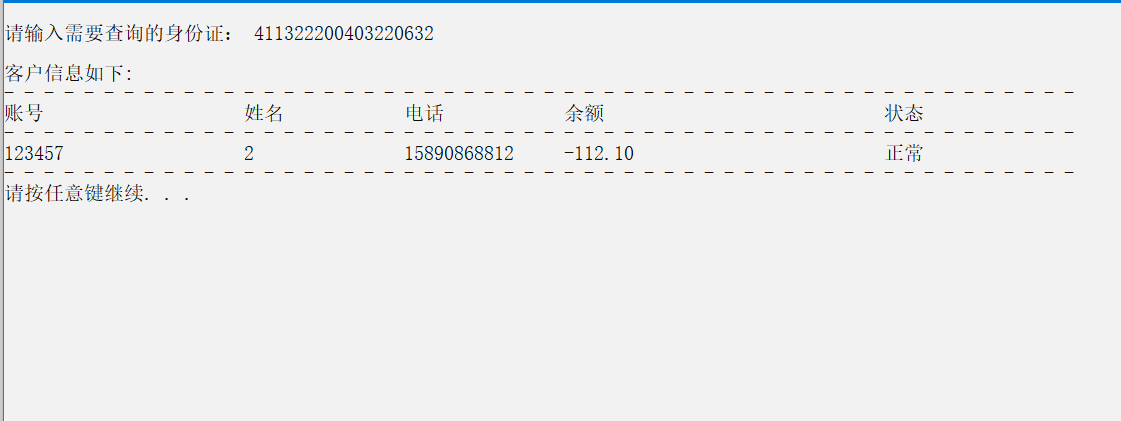 请输入需要查询的身份证: 411322200403220632
客户信息如下:
- - - - - - - - - - - - - - - - - - - - - - - - - - - - - - - - - - - - - - - - - - - - - - - - - - - - - -
账号 姓名 电话 余额 状态
- - - - - - - - - - - - - - - - - - - - - - - - - - - - - - - - - - - - - - - - - - - - - - - - - - - - - -
123457 2 15890868812 -112.10 正常
- - - - - - - - - - - - - - - - - - - - - - - - - - - - - - - - - - - - - - - - - - - - - - - - - - - - - -
请按任意键继续. . .